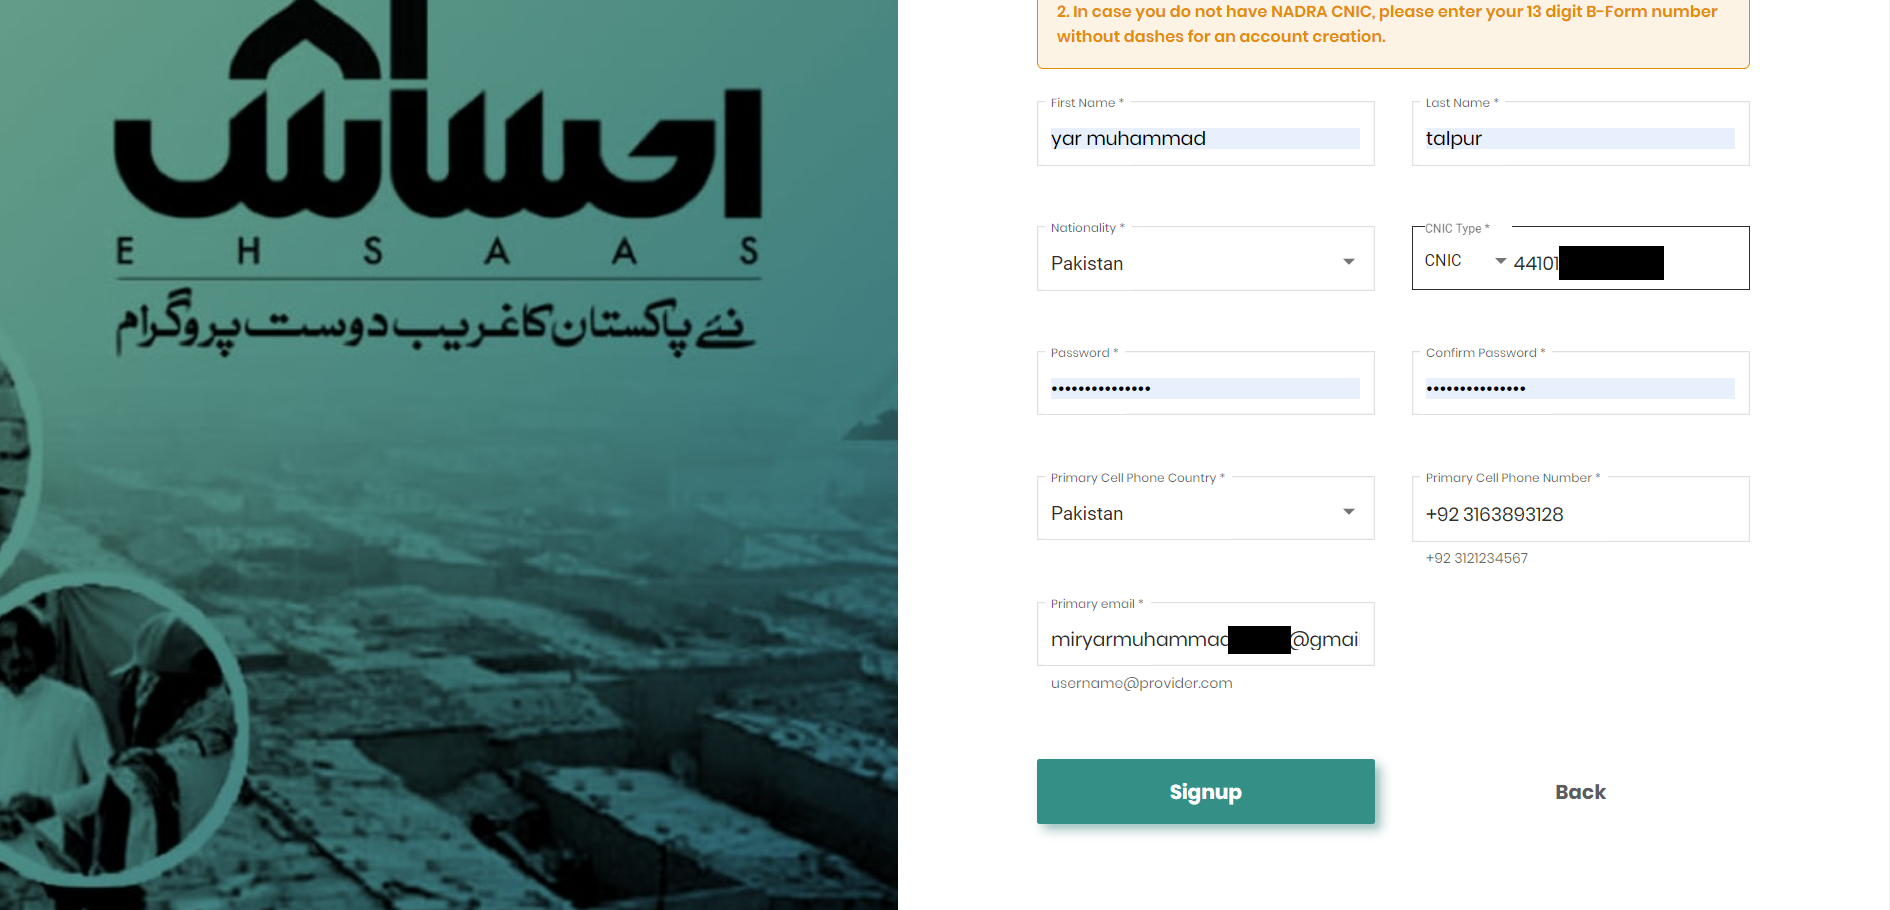 احساس
EHSAAS
نئے پاکستان کا غریب دوست پروگرام
2. In case you do not have NADRA CNIC, please enter your 13 digit B-Form number
without dashes for an account creation.
First Name *
yar muhammad
Last Name *
talpur
Nationality *
Pakistan
CNIC Type *
CNIC 44101
Password *
•••••••••••••••
Confirm Password *
•••••••••••••••
Primary Cell Phone Country *
Pakistan
Primary Cell Phone Number *
+92 3163893128
+92 3121234567
Primary email *
miryarmuhammad @gmai
username@provider.com
Signup
Back